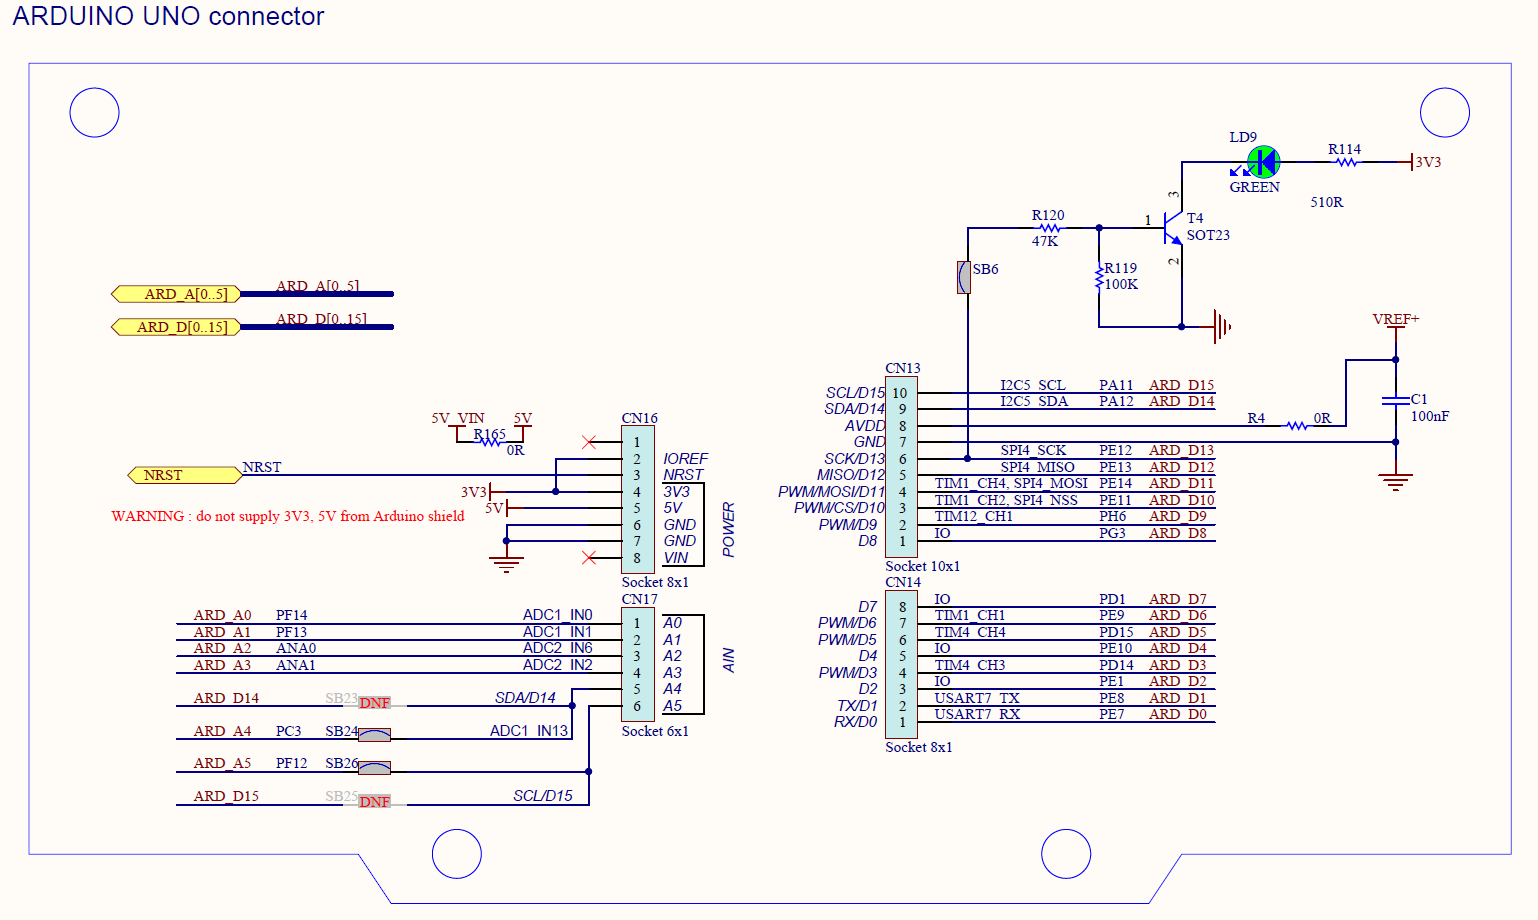 ARDUINO UNO connector
LD9
GREEN
R114
510R
3V3
3
1
T4
SOT23
2
R120
47K
SB6
R119
100K
ARD_A[0..5]
ARD_A[0..5]
ARD_D[0..15]
ARD_D[0..15]
VREF+
C1
100nF
R4
0R
5V_VIN
5V
R165
0R
NRST
NRST
3V3
5V
WARNING : do not supply 3V3, 5V from Arduino shield
CN16
1
2 IOREF
3 NRST
4 3V3
5 5V
6 GND
7 GND
8 VIN
POWER
Socket 8x1
CN13
SCL/D15 10 I2C5_SCL PA11 ARD_D15
SDA/D14 9 I2C5_SDA PA12 ARD_D14
AVDD 8
GND 7
SCK/D13 6 SPI4_SCK PE12 ARD_D13
MISO/D12 5 SPI4_MISO PE13 ARD_D12
PWM/MOSI/D11 4 TIM1_CH4, SPI4_MOSI PE14 ARD_D11
PWM/CS/D10 3 TIM1_CH2, SPI4_NSS PE11 ARD_D10
PWM/D9 2 TIM12_CH1 PH6 ARD_D9
D8 1 IO PG3 ARD_D8
Socket 10x1
CN17
ARD_A0 PF14 ADC1_IN0 1 A0
ARD_A1 PF13 ADC1_IN1 2 A1
ARD_A2 ANA0 ADC2_IN6 3 A2
ARD_A3 ANA1 ADC2_IN2 4 A3
5 A4
6 A5
AIN
Socket 6x1
ARD_D14 SB23 DNF SDA/D14
ARD_A4 PC3 SB24 ADC1_IN13
ARD_A5 PF12 SB26
ARD_D15 SB25 DNF SCL/D15
CN14
D7 8 IO PD1 ARD_D7
PWM/D6 7 TIM1_CH1 PE9 ARD_D6
PWM/D5 6 TIM4_CH4 PD15 ARD_D5
D4 5 IO PE10 ARD_D4
PWM/D3 4 TIM4_CH3 PD14 ARD_D3
D2 3 IO PE1 ARD_D2
TX/D1 2 USART7_TX PE8 ARD_D1
RX/D0 1 USART7_RX PE7 ARD_D0
Socket 8x1